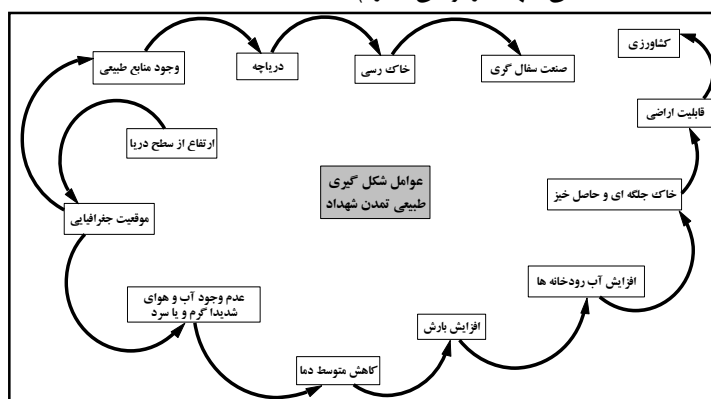 وجود منابع طبیعی
دریاچه
خاک رسی
صنعت سفال گری
کشاورزی
قابلیت اراضی
ارتفاع از سطح دریا
عوامل شکل گیری
طبیعی تمدن شهداد
خاک جلگه ای و حاصل خیز
موقعیت جغرافیایی
افزایش آب رودخانه ها
عدم وجود آب و هوای
شدیدا گرم و یا سرد
افزایش بارش
کاهش متوسط دما